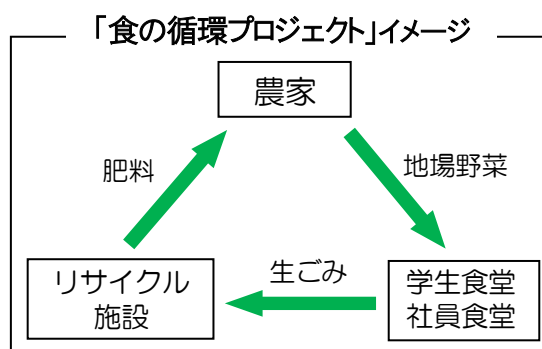 「食の循環プロジェクト」イメージ
農家
肥料
地場野菜
リサイクル
施設
生ごみ
学生食堂
社員食堂